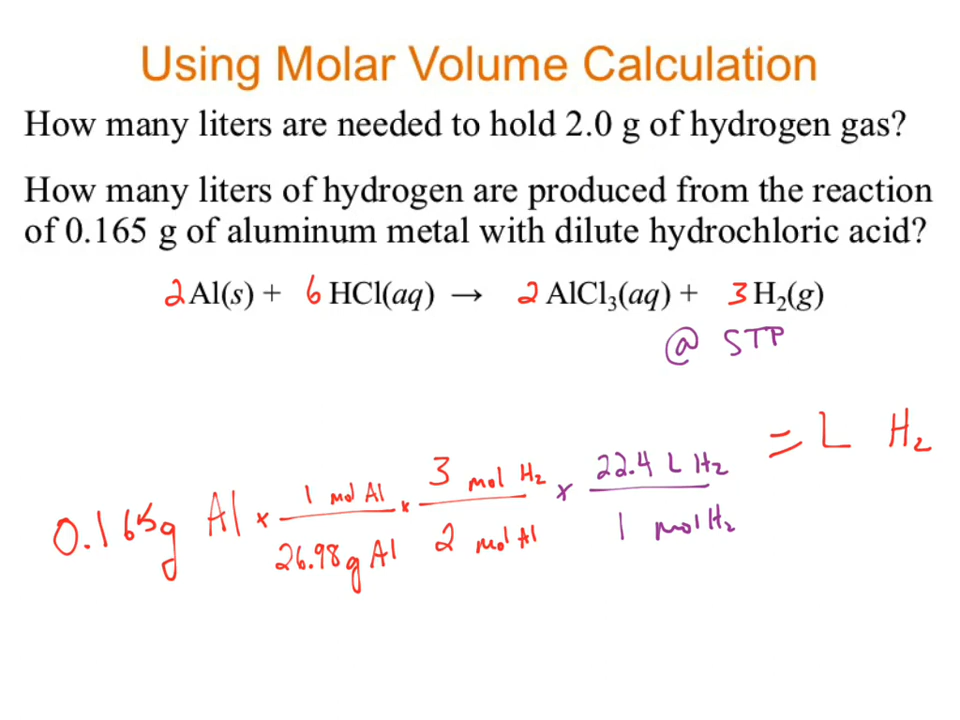 Using Molar Volume Calculation
How many liters are needed to hold 2.0 g of hydrogen gas?
How many liters of hydrogen are produced from the reaction
of 0.165 g of aluminum metal with dilute hydrochloric acid?
2 Al(s) + 6 HCl(aq) → 2 AlCl₃(aq) + 3 H₂(g)
@ STP
= L H₂
0.165g Al × 1 mol Al / 26.98g Al × 3 mol H₂ / 2 mol Al × 22.4 L H₂ / 1 mol H₂